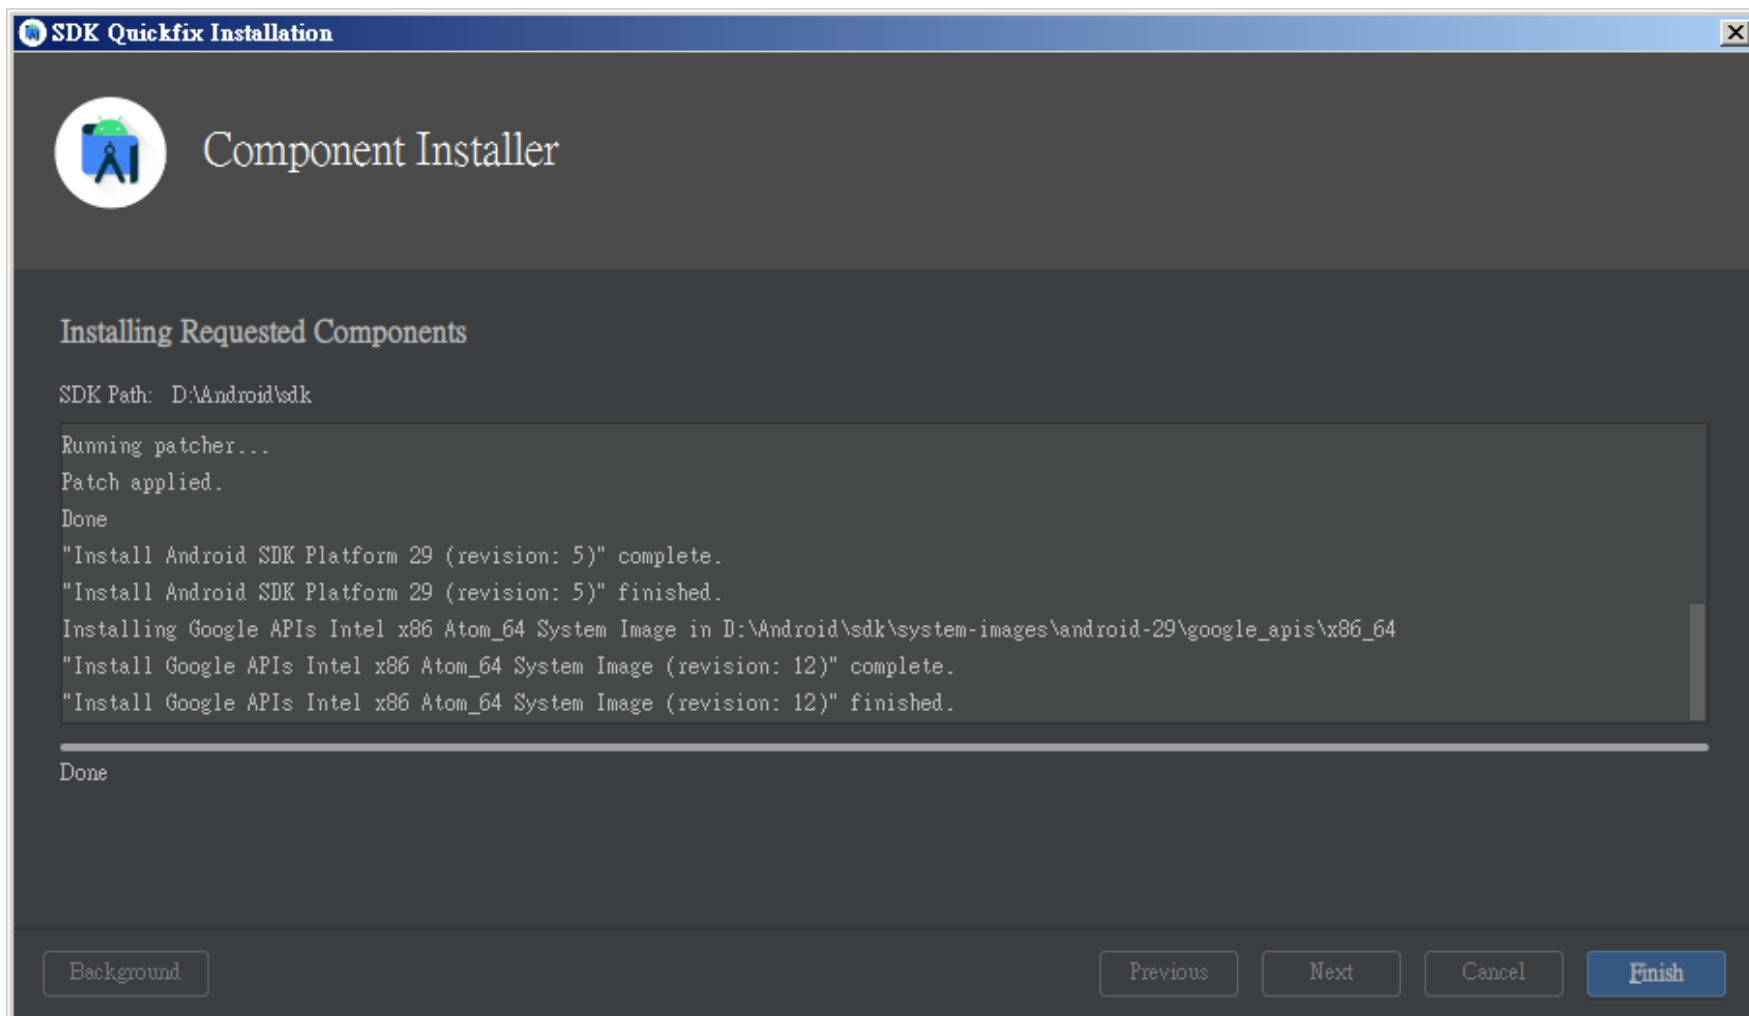 SDK Quickfix Installation
Component Installer
Installing Requested Components
SDK Path: D:\Android\sdk
Running patcher...
Patch applied.
Done
"Install Android SDK Platform 29 (revision: 5)" complete.
"Install Android SDK Platform 29 (revision: 5)" finished.
Installing Google APIs Intel x86 Atom_64 System Image in D:\Android\sdk\system-images\android-29\google_apis\x86_64
"Install Google APIs Intel x86 Atom_64 System Image (revision: 12)" complete.
"Install Google APIs Intel x86 Atom_64 System Image (revision: 12)" finished.
Done
Background Previous Next Cancel Finish